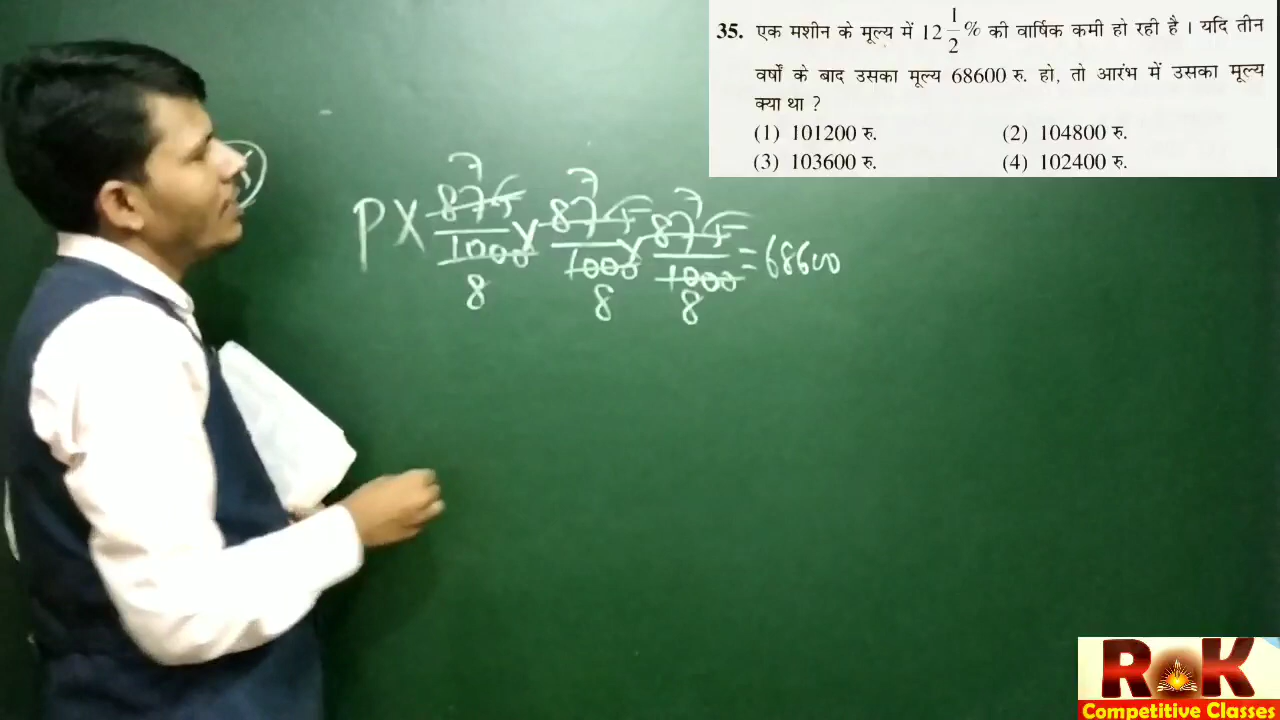 35. एक मशीन के मूल्य में 12 1/2 % की वार्षिक कमी हो रही है । यदि तीन
वर्षों के बाद उसका मूल्य 68600 रु. हो, तो आरंभ में उसका मूल्य
क्या था ?
(1) 101200 रु. (2) 104800 रु.
(3) 103600 रु. (4) 102400 रु.
7 7 7
P X 875/1000 X 875/1000 X 875/1000 = 68600
8 8 8
ROK
Competitive Classes